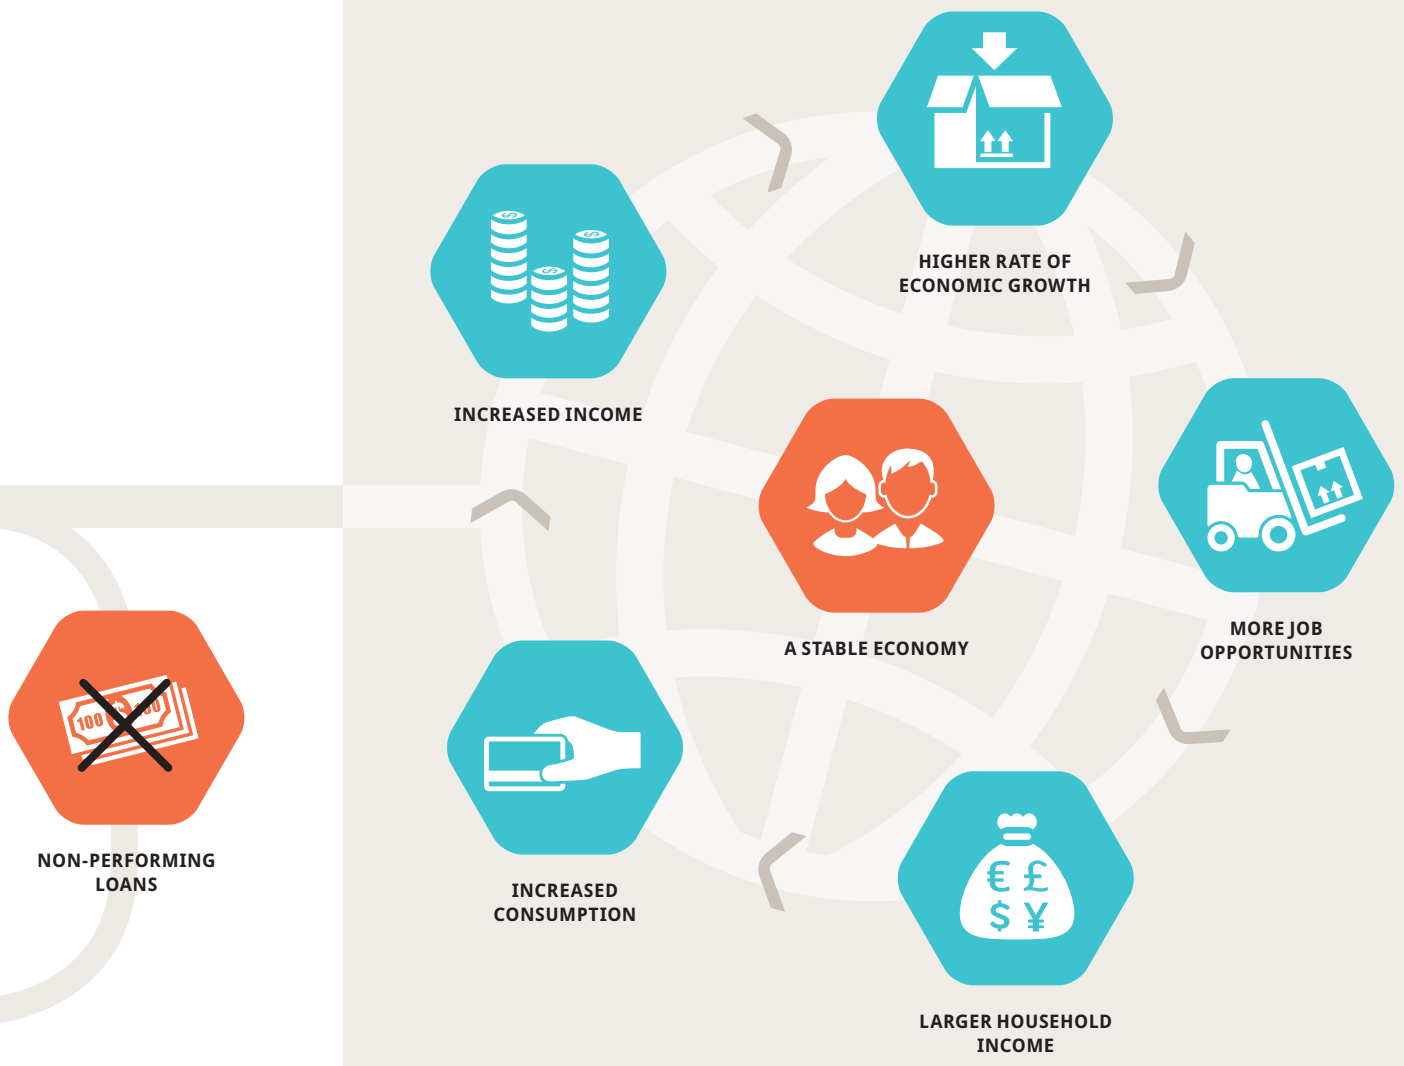 HIGHER RATE OF
ECONOMIC GROWTH
INCREASED INCOME
MORE JOB
OPPORTUNITIES
A STABLE ECONOMY
100
NON-PERFORMING
LOANS
INCREASED
CONSUMPTION
€ £
$ ¥
LARGER HOUSEHOLD
INCOME